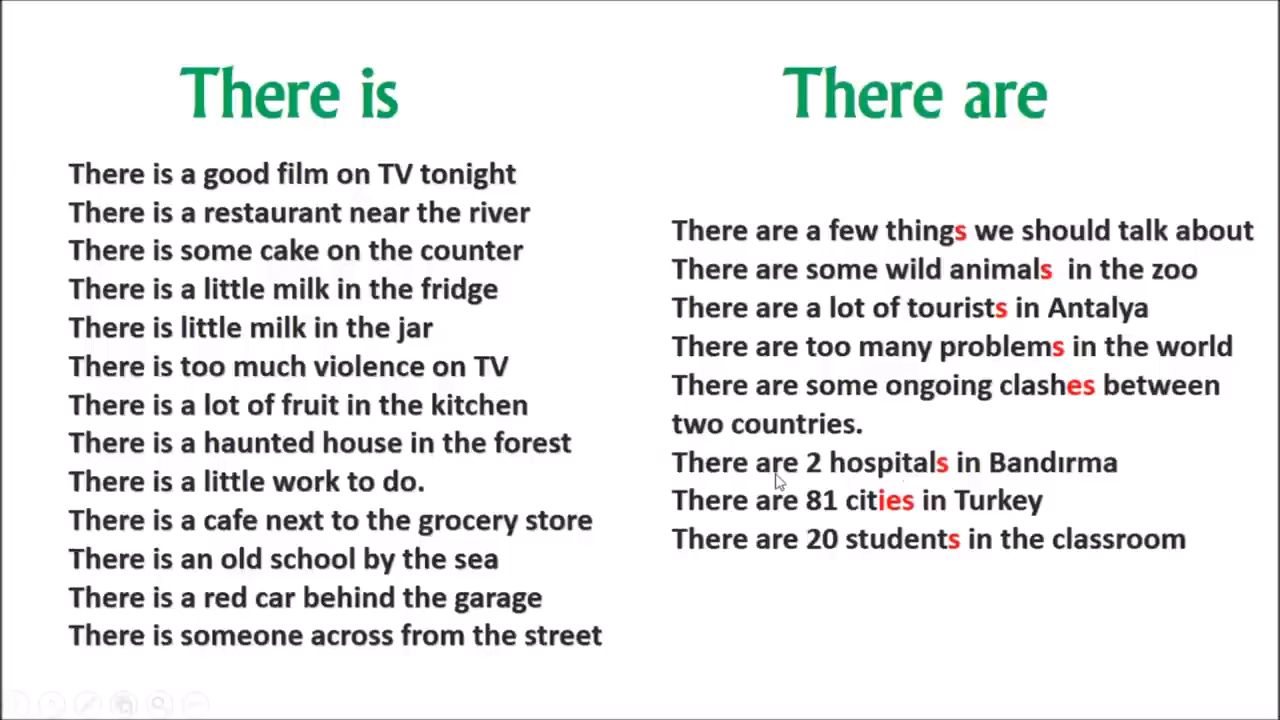 There is
There is a good film on TV tonight
There is a restaurant near the river
There is some cake on the counter
There is a little milk in the fridge
There is little milk in the jar
There is too much violence on TV
There is a lot of fruit in the kitchen
There is a haunted house in the forest
There is a little work to do.
There is a cafe next to the grocery store
There is an old school by the sea
There is a red car behind the garage
There is someone across from the street
There are
There are a few things we should talk about
There are some wild animals in the zoo
There are a lot of tourists in Antalya
There are too many problems in the world
There are some ongoing clashes between
two countries.
There are 2 hospitals in Bandırma
There are 81 cities in Turkey
There are 20 students in the classroom